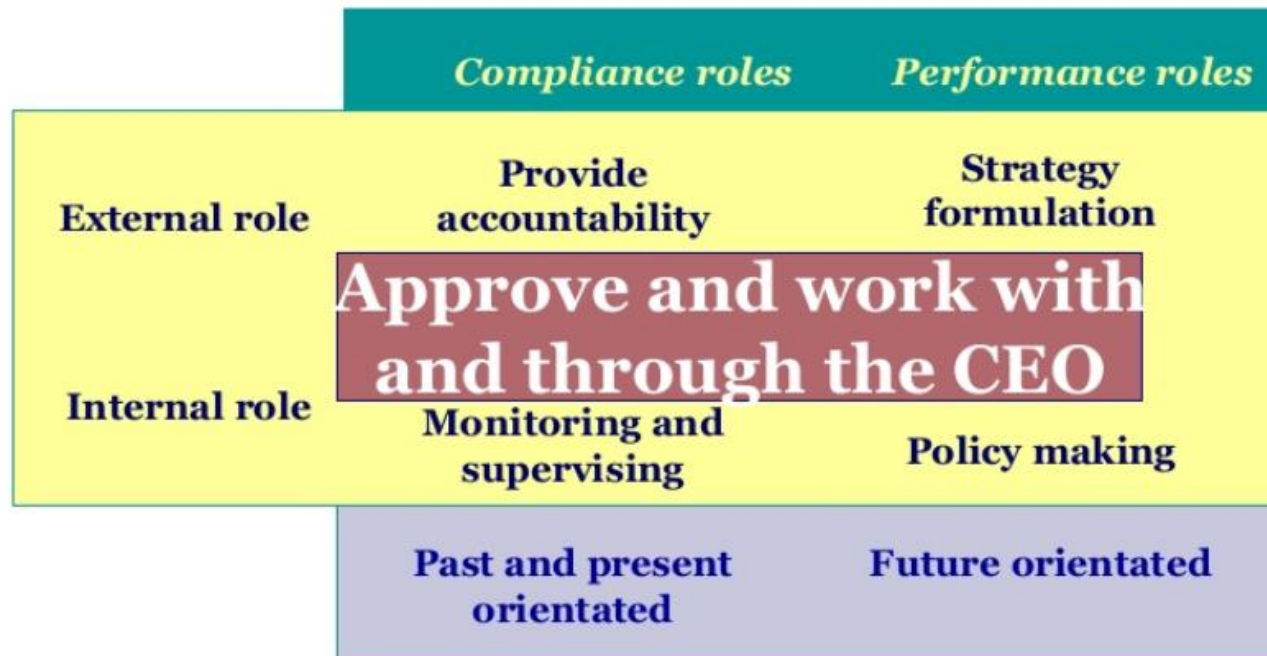 Compliance roles Performance roles
Provide accountability
Strategy formulation
External role
Approve and work with
and through the CEO
Internal role
Monitoring and
supervising
Policy making
Past and present
orientated
Future orientated